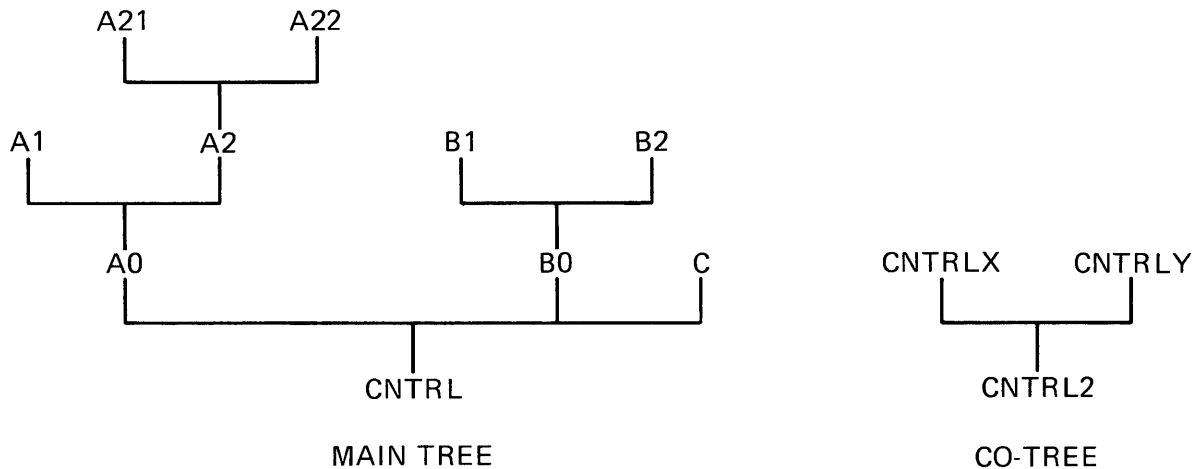 A21 A22
A1 A2 B1 B2
A0 B0 C CNTRLX CNTRLY
CNTRL CNTRL2
MAIN TREE CO-TREE